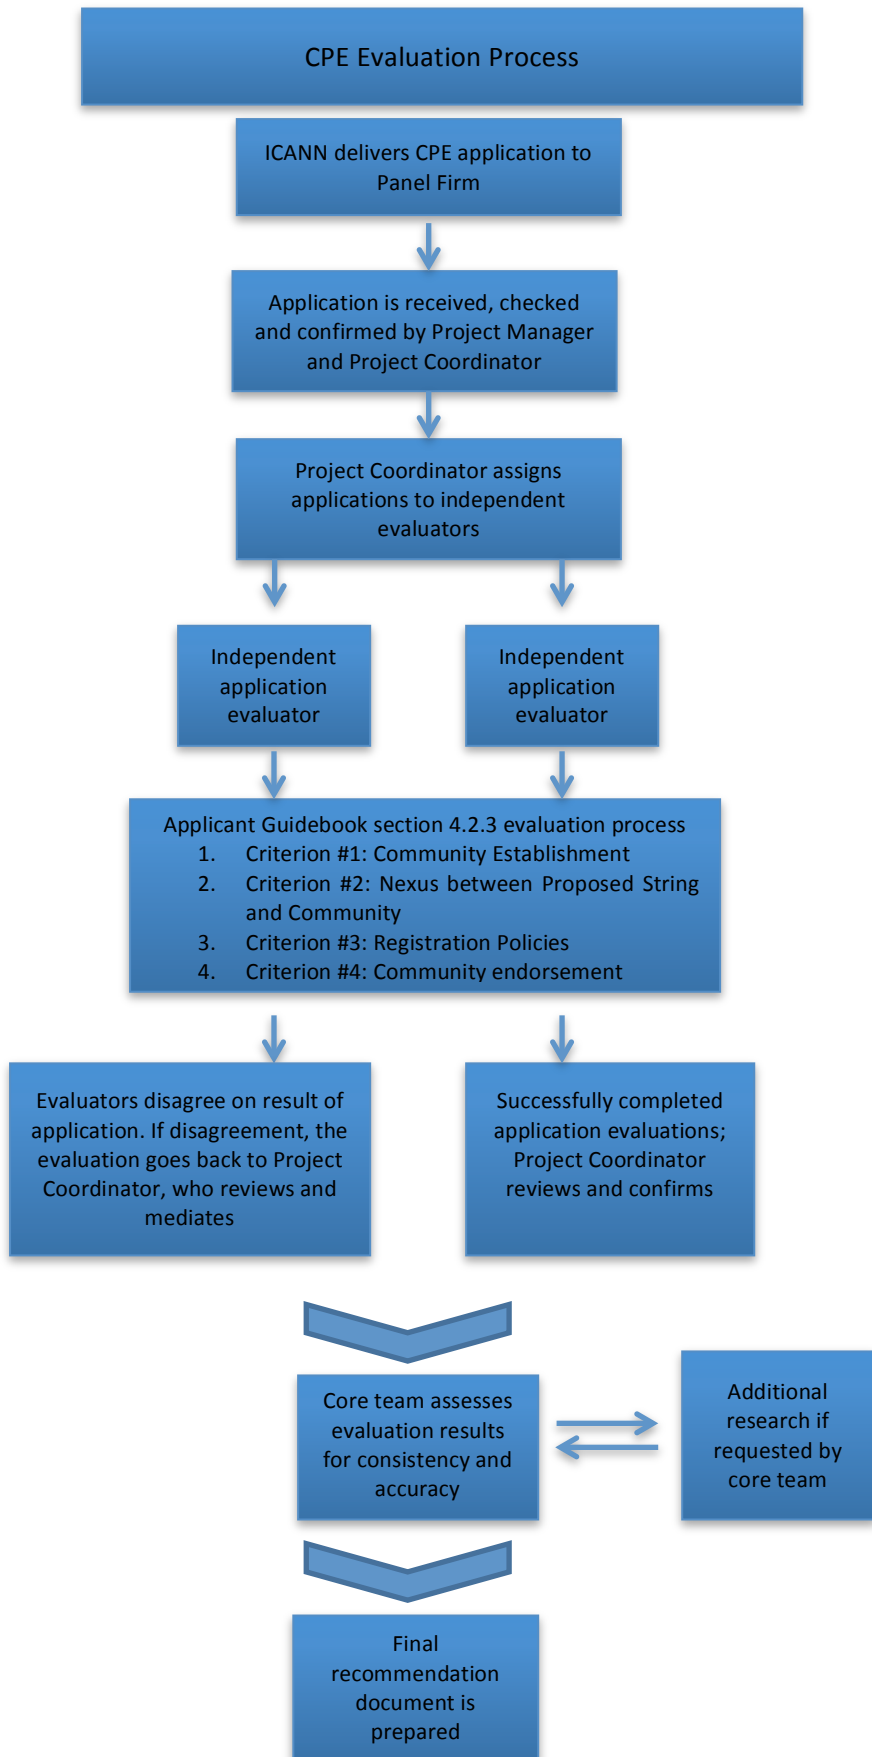 CPE Evaluation Process
ICANN delivers CPE application to
Panel Firm
Application is received, checked
and confirmed by Project Manager
and Project Coordinator
Project Coordinator assigns
applications to independent
evaluators
Independent
application
evaluator
Independent
application
evaluator
Applicant Guidebook section 4.2.3 evaluation process
1. Criterion #1: Community Establishment
2. Criterion #2: Nexus between Proposed String
and Community
3. Criterion #3: Registration Policies
4. Criterion #4: Community endorsement
Evaluators disagree on result of
application. If disagreement, the
evaluation goes back to Project
Coordinator, who reviews and
mediates
Successfully completed
application evaluations;
Project Coordinator
reviews and confirms
Core team assesses
evaluation results
for consistency and
accuracy
Additional
research if
requested by
core team
Final
recommendation
document is
prepared